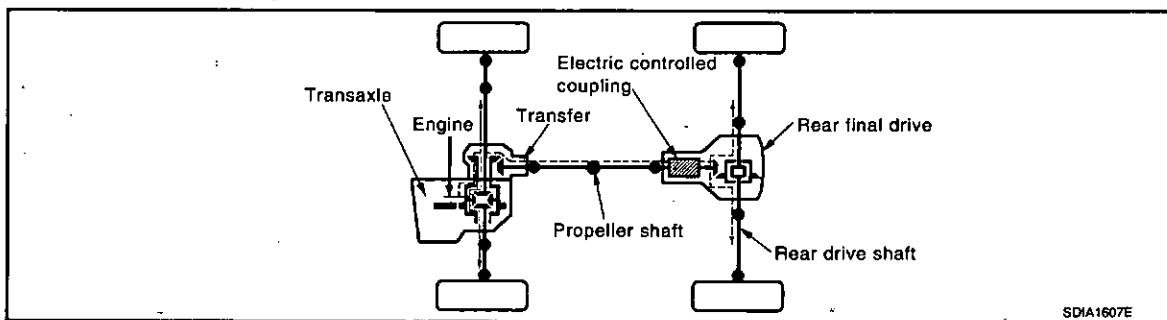 Electric controlled
coupling
Transaxle
Engine
Transfer
Rear final drive
Propeller shaft
Rear drive shaft
SDIA1607E